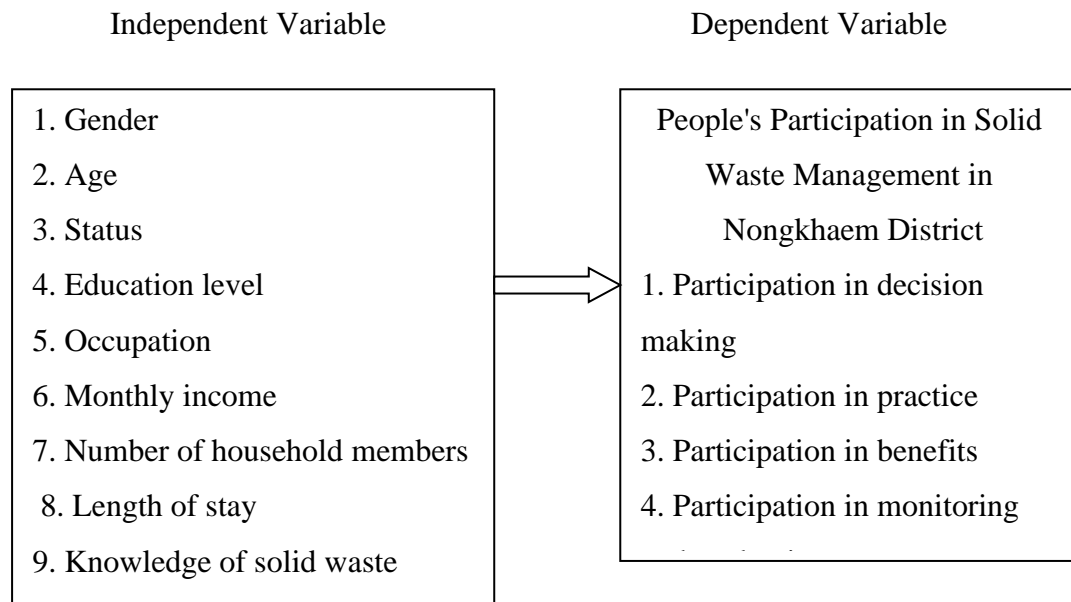 Independent Variable
Dependent Variable
1. Gender
2. Age
3. Status
4. Education level
5. Occupation
6. Monthly income
7. Number of household members
8. Length of stay
9. Knowledge of solid waste
People's Participation in Solid
Waste Management in
Nongkhaem District
1. Participation in decision
making
2. Participation in practice
3. Participation in benefits
4. Participation in monitoring